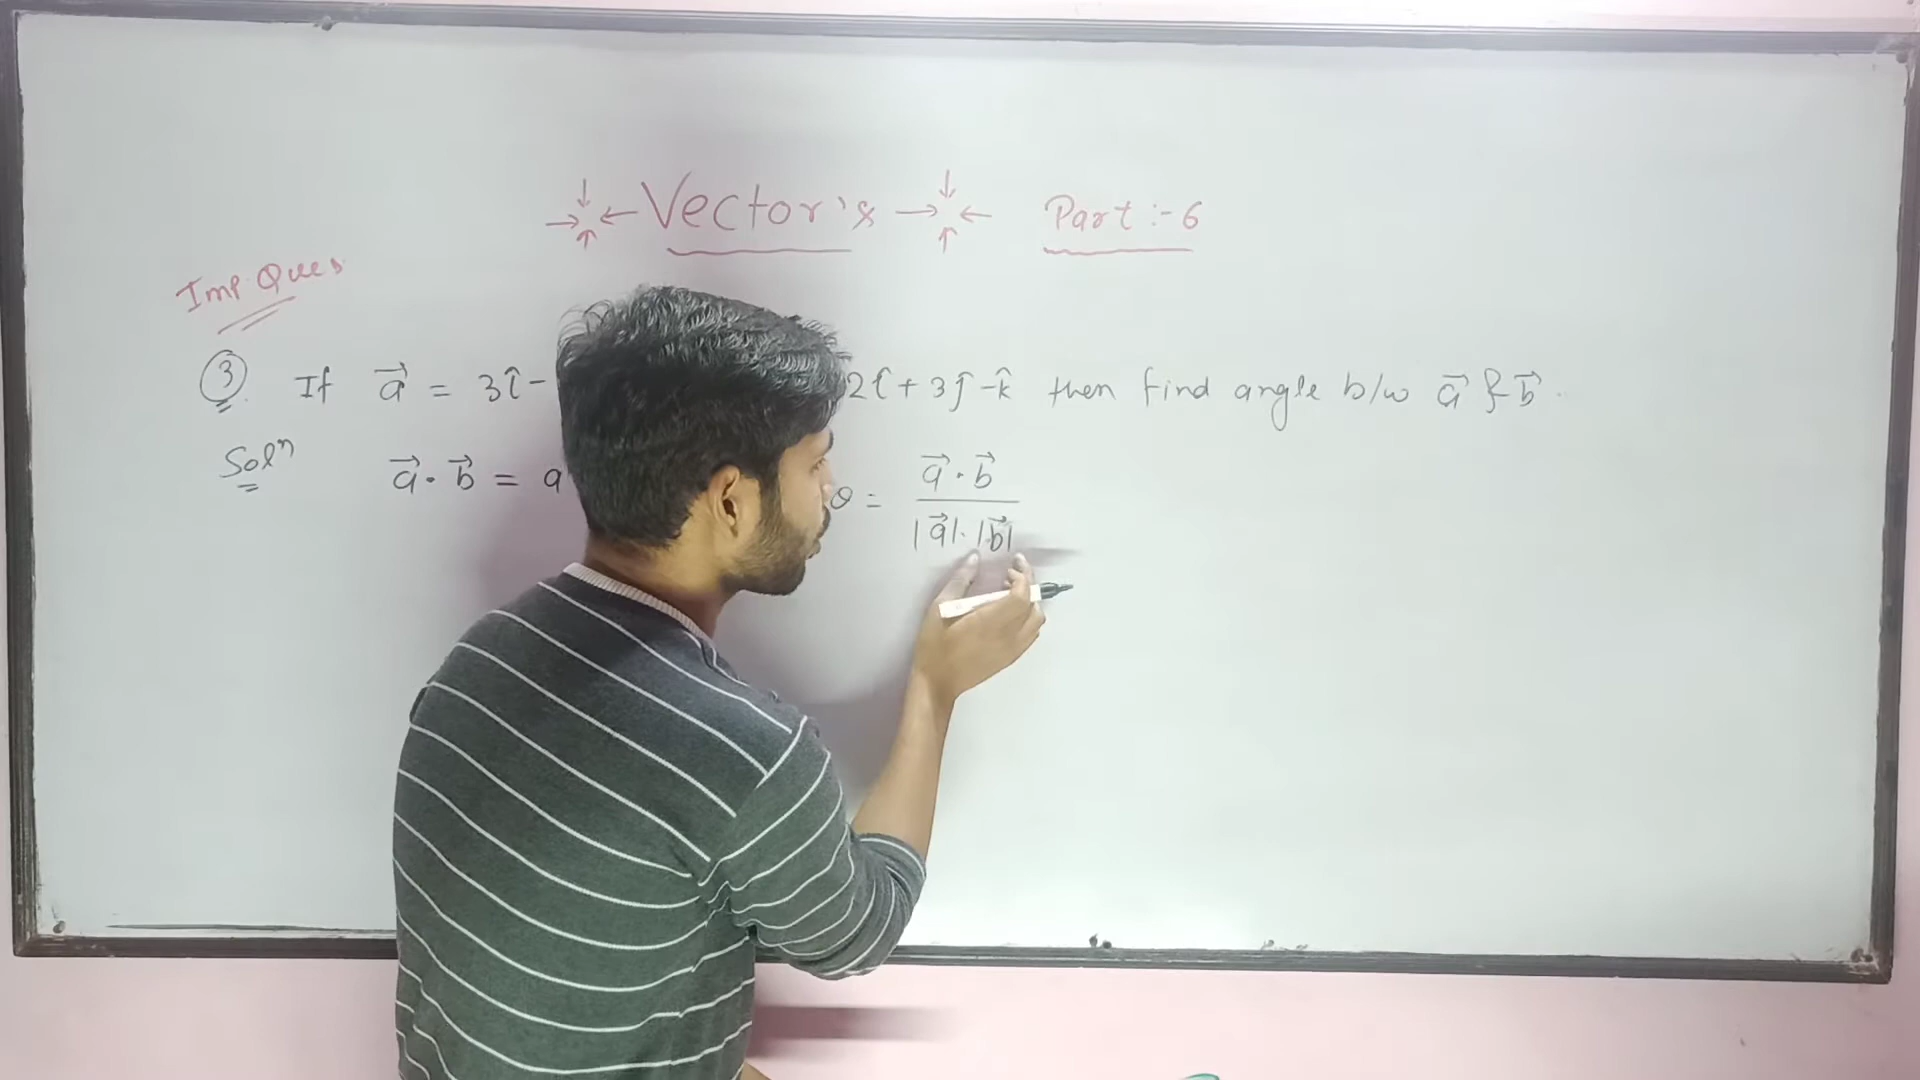 →← Vector's →← Part :- 6
Imp. Ques
③. If a⃗ = 3î - 2î + 3ĵ - k̂ then find angle b/w a⃗ & b⃗.
Solⁿ a⃗ · b⃗ = a θ = a⃗ · b⃗
|a⃗| · |b⃗|